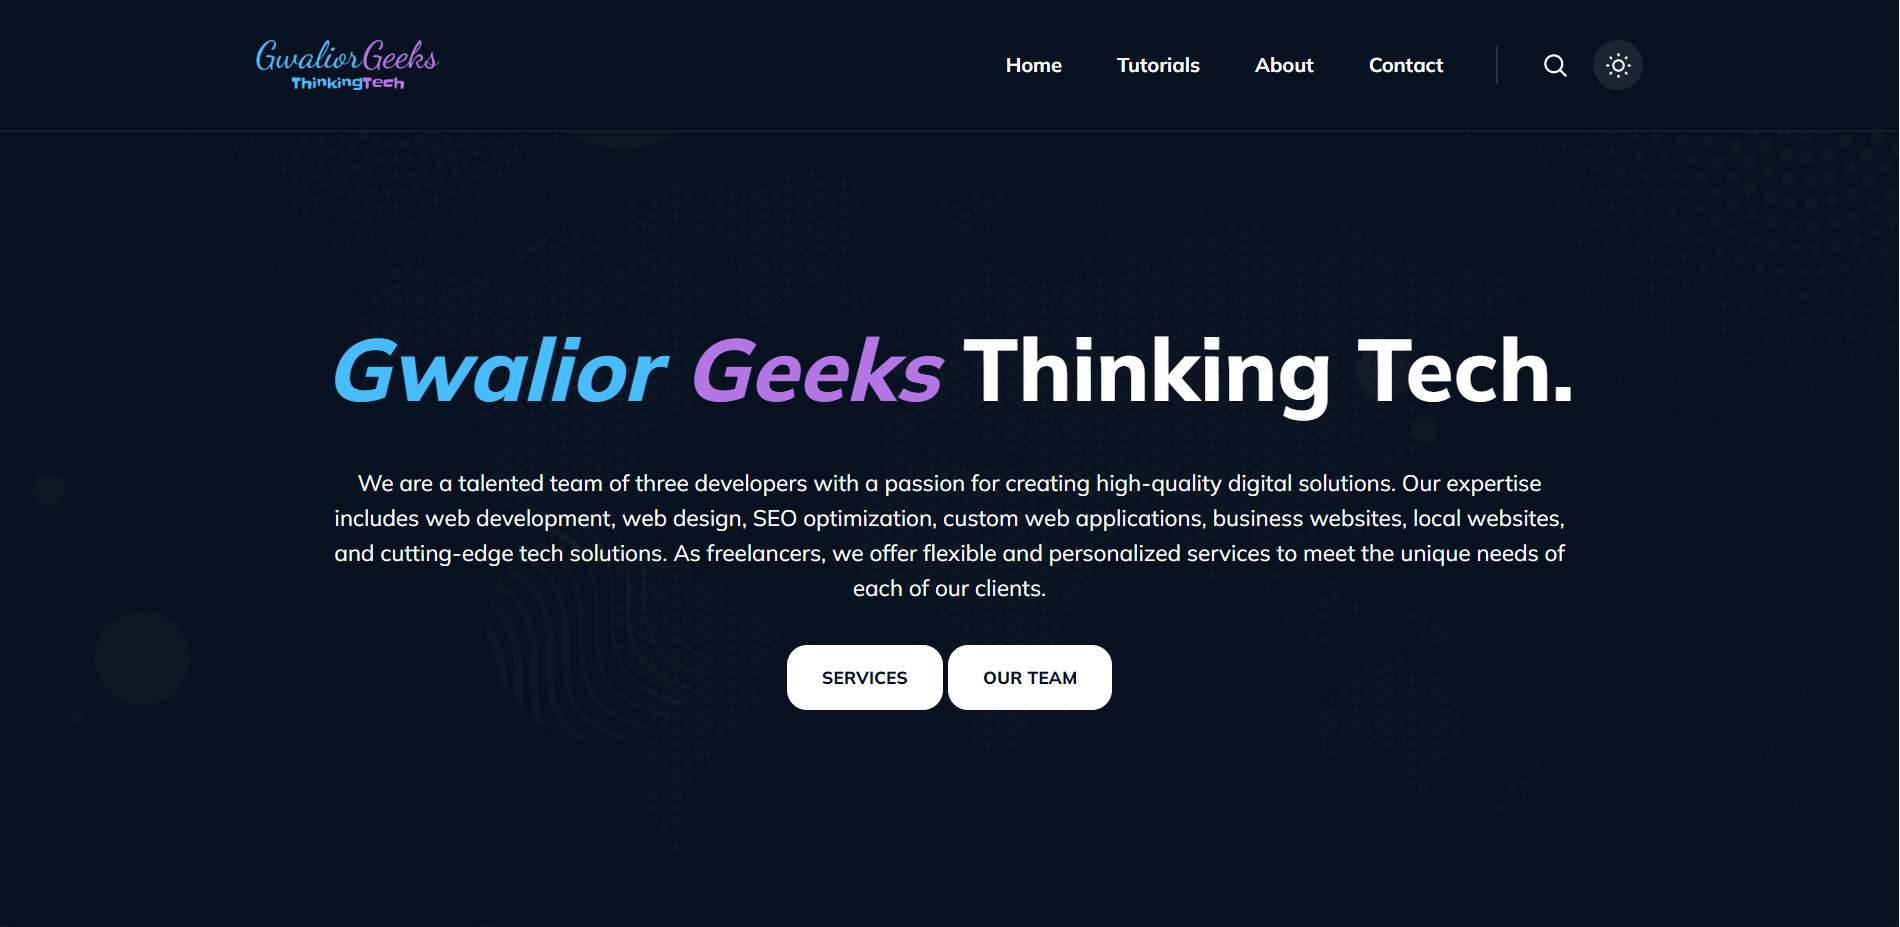 GwaliorGeeks
ThinkingTech
Home Tutorials About Contact
Gwalior Geeks Thinking Tech.
We are a talented team of three developers with a passion for creating high-quality digital solutions. Our expertise
includes web development, web design, SEO optimization, custom web applications, business websites, local websites,
and cutting-edge tech solutions. As freelancers, we offer flexible and personalized services to meet the unique needs of
each of our clients.
SERVICES OUR TEAM